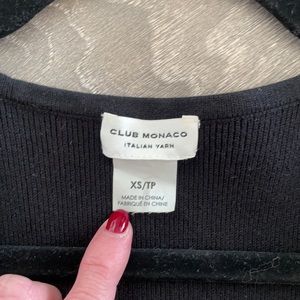 CLUB MONACO
ITALIAN YARN
XS/TP
MADE IN CHINA/
FABRIQUÉ EN CHINE